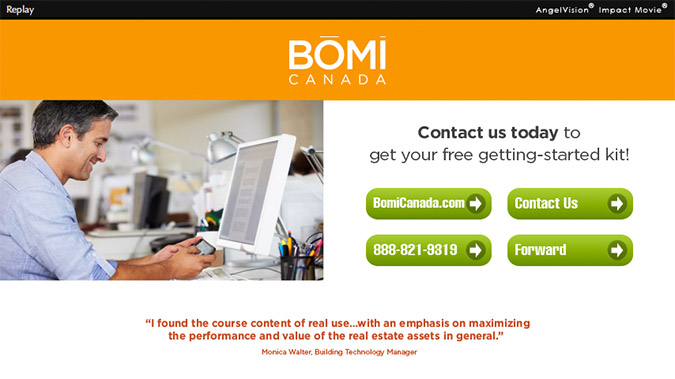 Replay
AngelVision® Impact Movie®
BŌMI
CANADA
Contact us today to
get your free getting-started kit!
BomiCanada.com
Contact Us
888-821-9319
Forward
“I found the course content of real use...with an emphasis on maximizing
the performance and value of the real estate assets in general.”
Monica Walter, Building Technology Manager